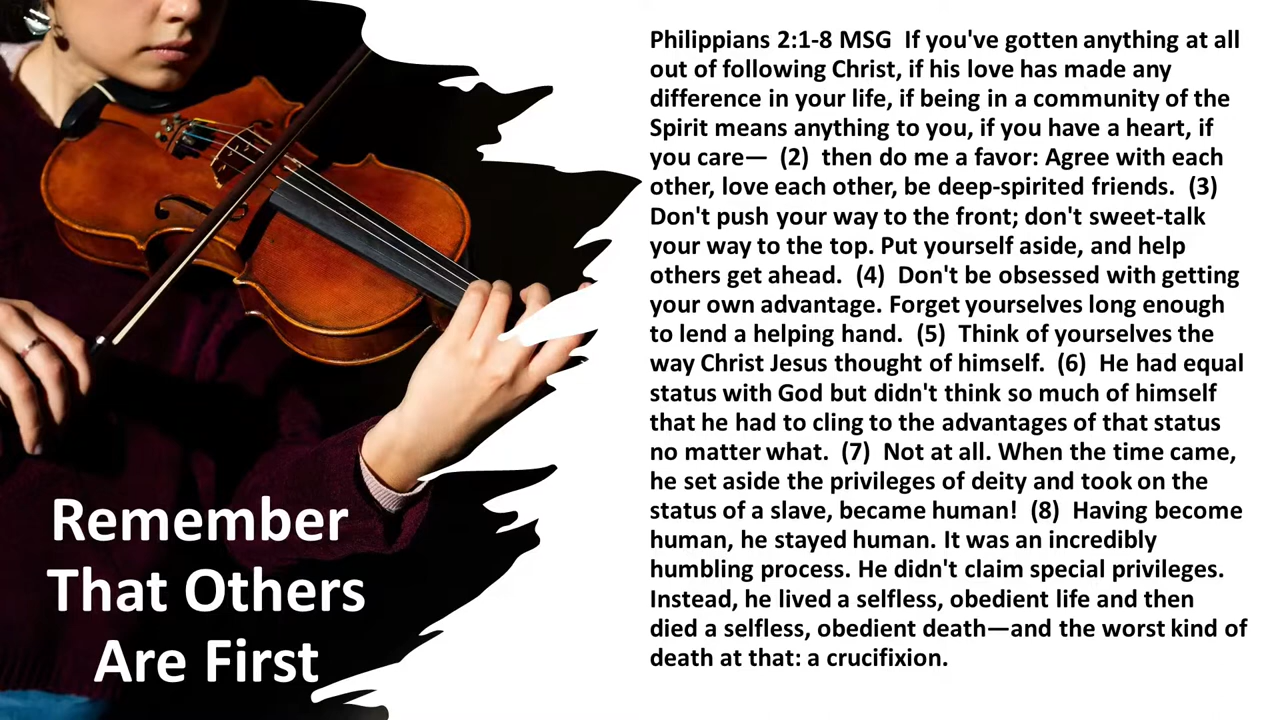 Remember
That Others
Are First
Philippians 2:1-8 MSG  If you've gotten anything at all
out of following Christ, if his love has made any
difference in your life, if being in a community of the
Spirit means anything to you, if you have a heart, if
you care—  (2)  then do me a favor: Agree with each
other, love each other, be deep-spirited friends.  (3)
Don't push your way to the front; don't sweet-talk
your way to the top. Put yourself aside, and help
others get ahead.  (4)  Don't be obsessed with getting
your own advantage. Forget yourselves long enough
to lend a helping hand.  (5)  Think of yourselves the
way Christ Jesus thought of himself.  (6)  He had equal
status with God but didn't think so much of himself
that he had to cling to the advantages of that status
no matter what.  (7)  Not at all. When the time came,
he set aside the privileges of deity and took on the
status of a slave, became human!  (8)  Having become
human, he stayed human. It was an incredibly
humbling process. He didn't claim special privileges.
Instead, he lived a selfless, obedient life and then
died a selfless, obedient death—and the worst kind of
death at that: a crucifixion.